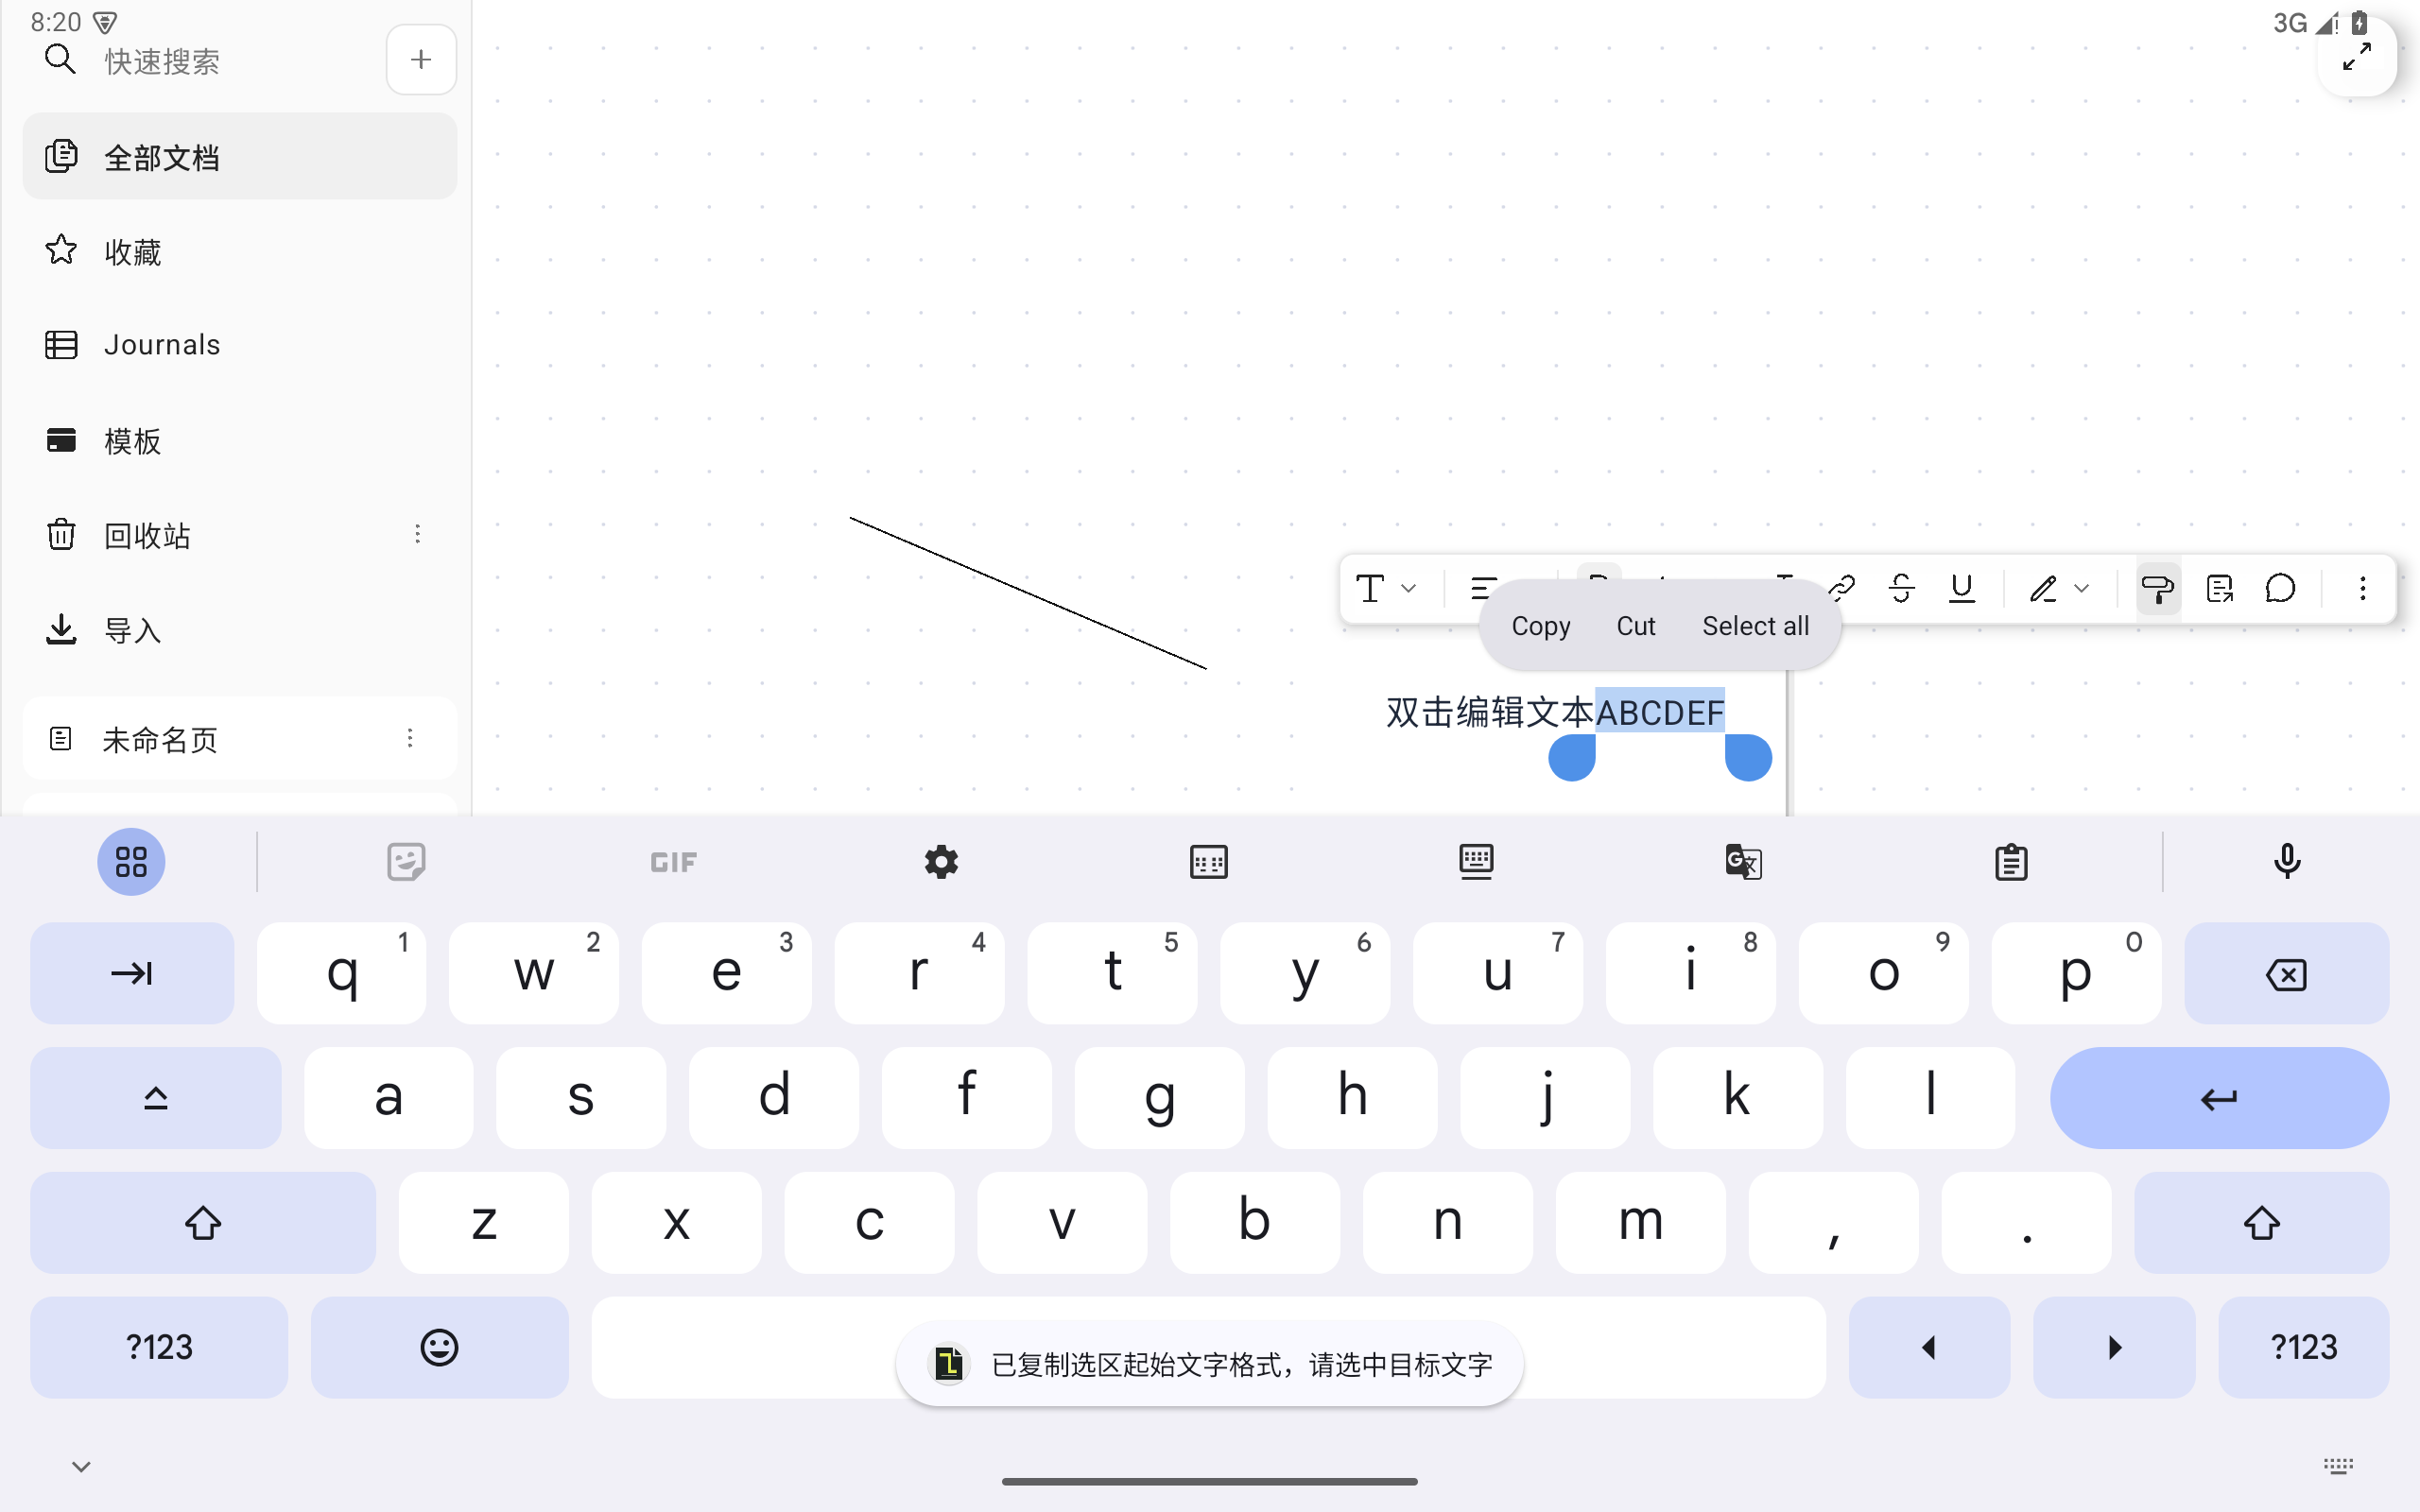 8:20
3G
快速搜索
全部文档
收藏
Journals
模板
回收站
导入
未命名页
Copy Cut Select all
双击编辑文本ABCDEF
GIF
q 1 w 2 e 3 r 4 t 5 y 6 u 7 i 8 o 9 p 0
a s d f g h j k l
z x c v b n m , .
?123 ?123
已复制选区起始文字格式，请选中目标文字